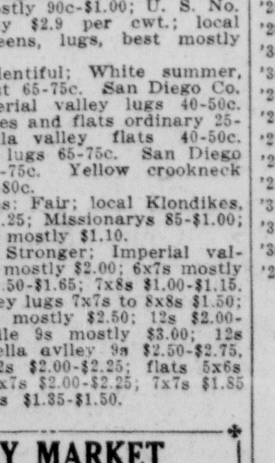 stly 90c-$1.00; U. S. No.
y $2.9 per cwt.; local
eens, lugs, best mostly
lentiful; White summer,
ut 65-75c. San Diego Co.
erial valley lugs 40-50c.
es and flats ordinary 25-
la valley flats 40-50c.
lugs 65-75c. San Diego
-75c. Yellow crookneck
-80c.
s: Fair; local Klondikes,
.25; Missionarys 85-$1.00;
mostly $1.10.
Stronger; Imperial val-
mostly $2.00; 6x7s mostly
.50-$1.65; 7x8s $1.00-$1.15.
ey lugs 7x7s to 8x8s $1.50;
mostly $2.50; 12s $2.00-
lle 9s mostly $3.00; 12s
ella avlley 9s $2.50-$2.75,
2s $2.00-$2.25; flats 5x6s
x7s $2.00-$2.25; 7x7s $1.85
s $1.35-$1.50.
Y MARKET